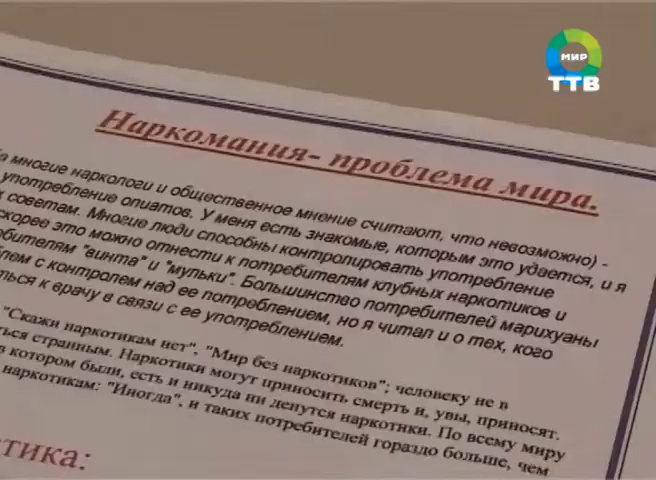 МИР
ТТВ
Наркомания- проблема мира.
многие наркологи и общественное мнение считают, что невозможно) -
употребление опиатов. У меня есть знакомые, которым это удается, и я
советам. Многие люди способны контролировать употребление
скорее это можно отнести к потребителям клубных наркотиков и
"винта" и "мульки". Большинство потребителей марихуаны
с контролем над ее потреблением, но я читал и о тех, кого
к врачу в связи с ее употреблением.
"Скажи наркотикам нет", "Мир без наркотиков"; человеку не в
странным. Наркотики могут приносить смерть и, увы, приносят.
в котором были, есть и никуда ни денутся наркотики. По всему миру
наркотикам: "Иногда", и таких потребителей гораздо больше, чем
тика: